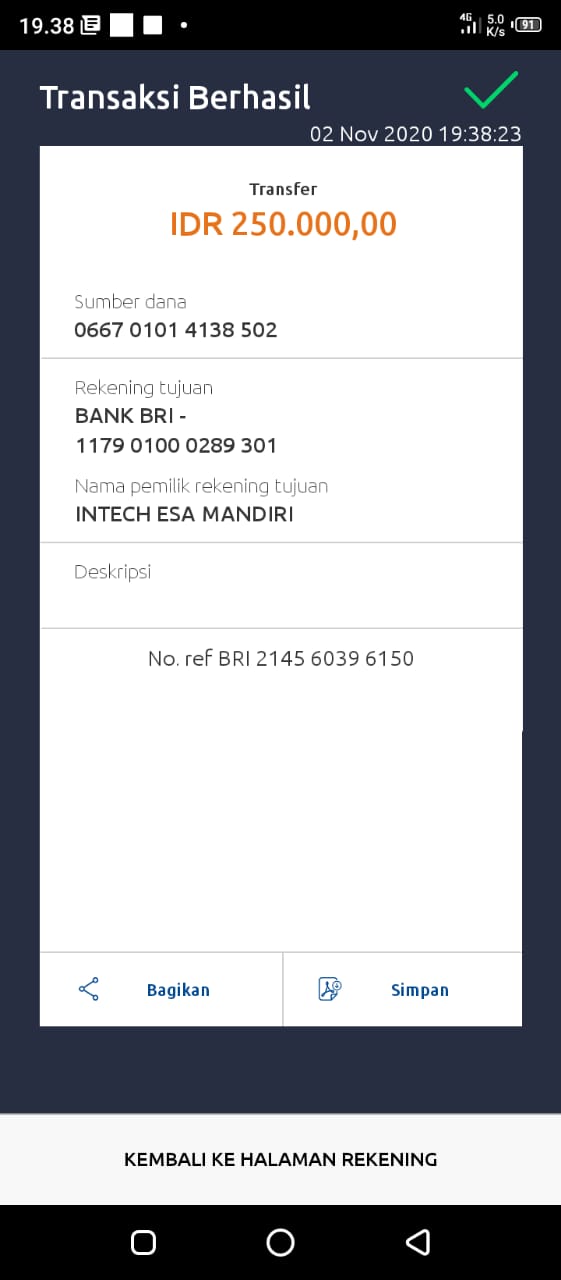 19.38
4G 5.0 K/s 91
Transaksi Berhasil
02 Nov 2020 19:38:23
Transfer
IDR 250.000,00
Sumber dana
0667 0101 4138 502
Rekening tujuan
BANK BRI -
1179 0100 0289 301
Nama pemilik rekening tujuan
INTECH ESA MANDIRI
Deskripsi
No. ref BRI 2145 6039 6150
Bagikan
Simpan
KEMBALI KE HALAMAN REKENING